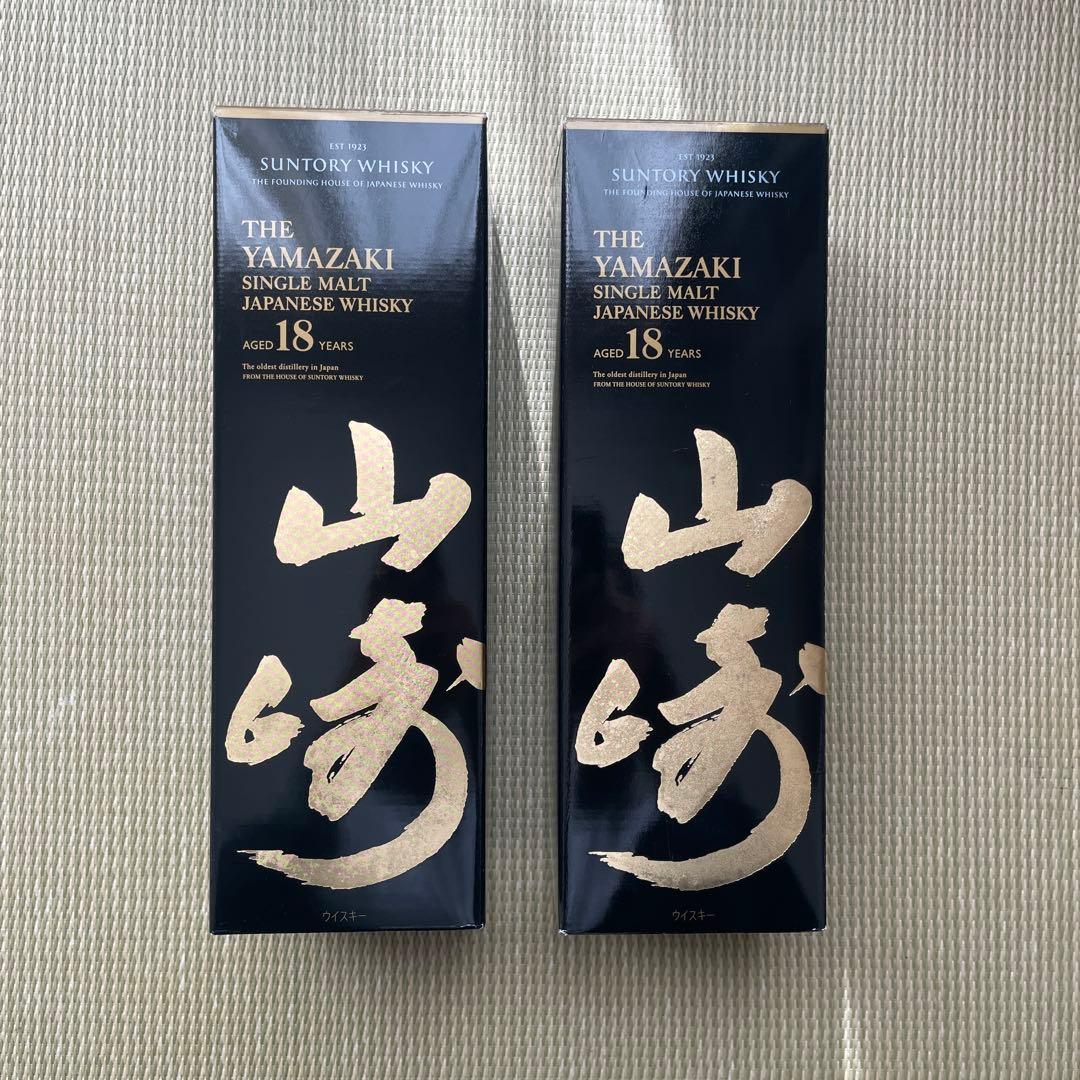 EST 1923
SUNTORY WHISKY
THE FOUNDING HOUSE OF JAPANESE WHISKY
THE
YAMAZAKI
SINGLE MALT
JAPANESE WHISKY
AGED 18 YEARS
The oldest distillery in Japan
FROM THE HOUSE OF SUNTORY WHISKY
山
崎
ウイスキー
EST 1923
SUNTORY WHISKY
THE FOUNDING HOUSE OF JAPANESE WHISKY
THE
YAMAZAKI
SINGLE MALT
JAPANESE WHISKY
AGED 18 YEARS
The oldest distillery in Japan
FROM THE HOUSE OF SUNTORY WHISKY
山
崎
ウイスキー